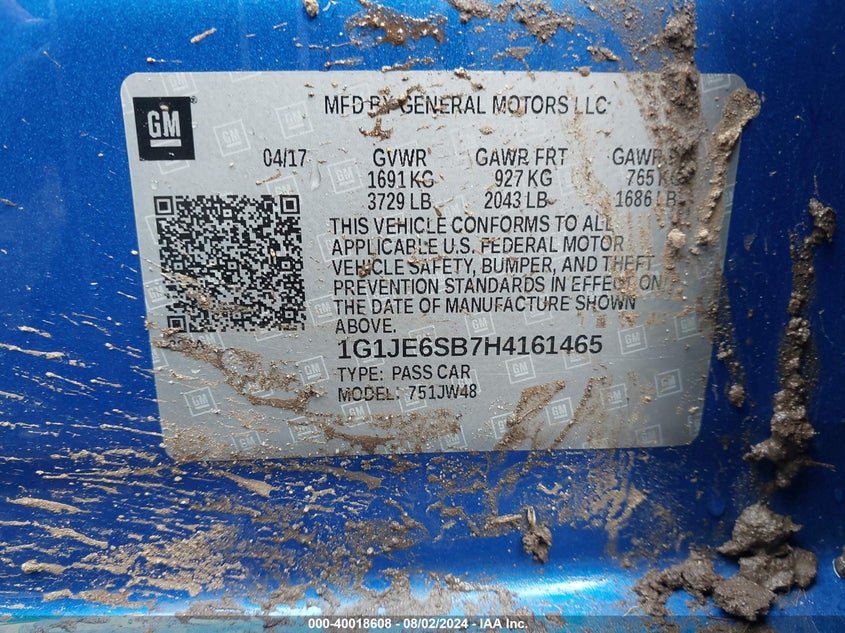 GM
MFD BY GENERAL MOTORS LLC
04/17 GVWR GAWR FRT GAWR
1691 KG 927 KG 765 KG
3729 LB 2043 LB 1686 LB
THIS VEHICLE CONFORMS TO ALL
APPLICABLE U.S. FEDERAL MOTOR
VEHICLE SAFETY, BUMPER, AND THEFT
PREVENTION STANDARDS IN EFFECT ON
THE DATE OF MANUFACTURE SHOWN
ABOVE.
1G1JE6SB7H4161465
TYPE: PASS CAR
MODEL: 751JW48
000-40018608 - 08/02/2024 - IAA Inc.